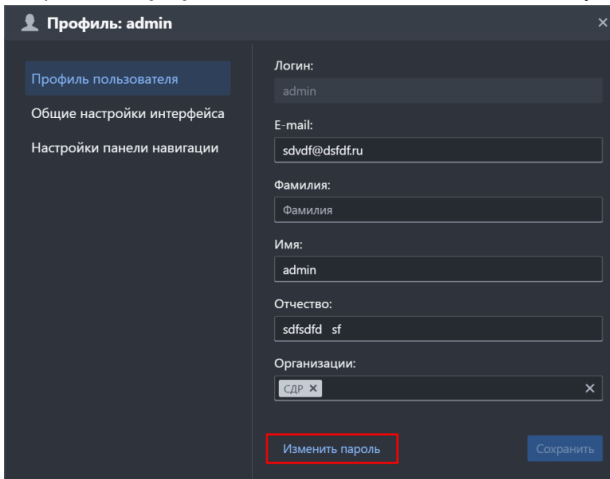 Профиль: admin
Профиль пользователя
Общие настройки интерфейса
Настройки панели навигации
Логин:
admin
E-mail:
sdvdf@dsfdf.ru
Фамилия:
Фамилия
Имя:
admin
Отчество:
sdfsdfd sf
Организации:
СДР
Изменить пароль
Сохранить